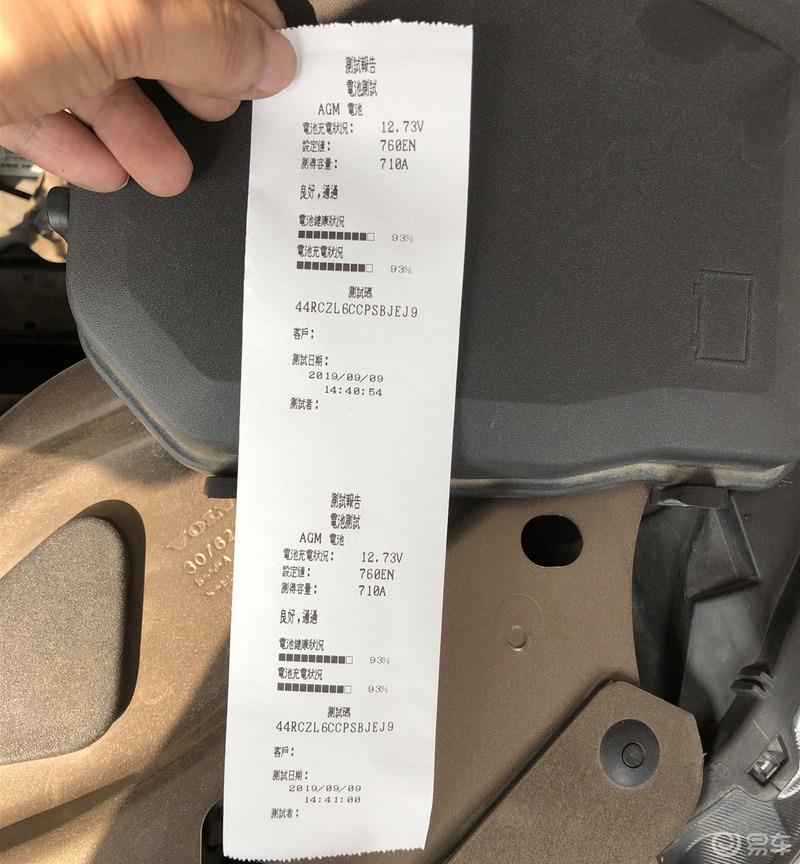 測試報告
電池測試
AGM 電池
電池充電狀況: 12.73V
設定值: 760EN
測得容量: 710A
良好,通過
電池健康狀況
93%
電池充電狀況
93%
測試碼
44RCZL6CCPSBJEJ9
客戶:
測試日期:
2019/09/09
14:40:54
測試者:
測試報告
電池測試
AGM 電池
電池充電狀況: 12.73V
設定值: 760EN
測得容量: 710A
良好,通過
電池健康狀況
93%
電池充電狀況
93%
測試碼
44RCZL6CCPSBJEJ9
客戶:
測試日期:
2019/09/09
14:41:00
測試者:
VOLV
30762
易车